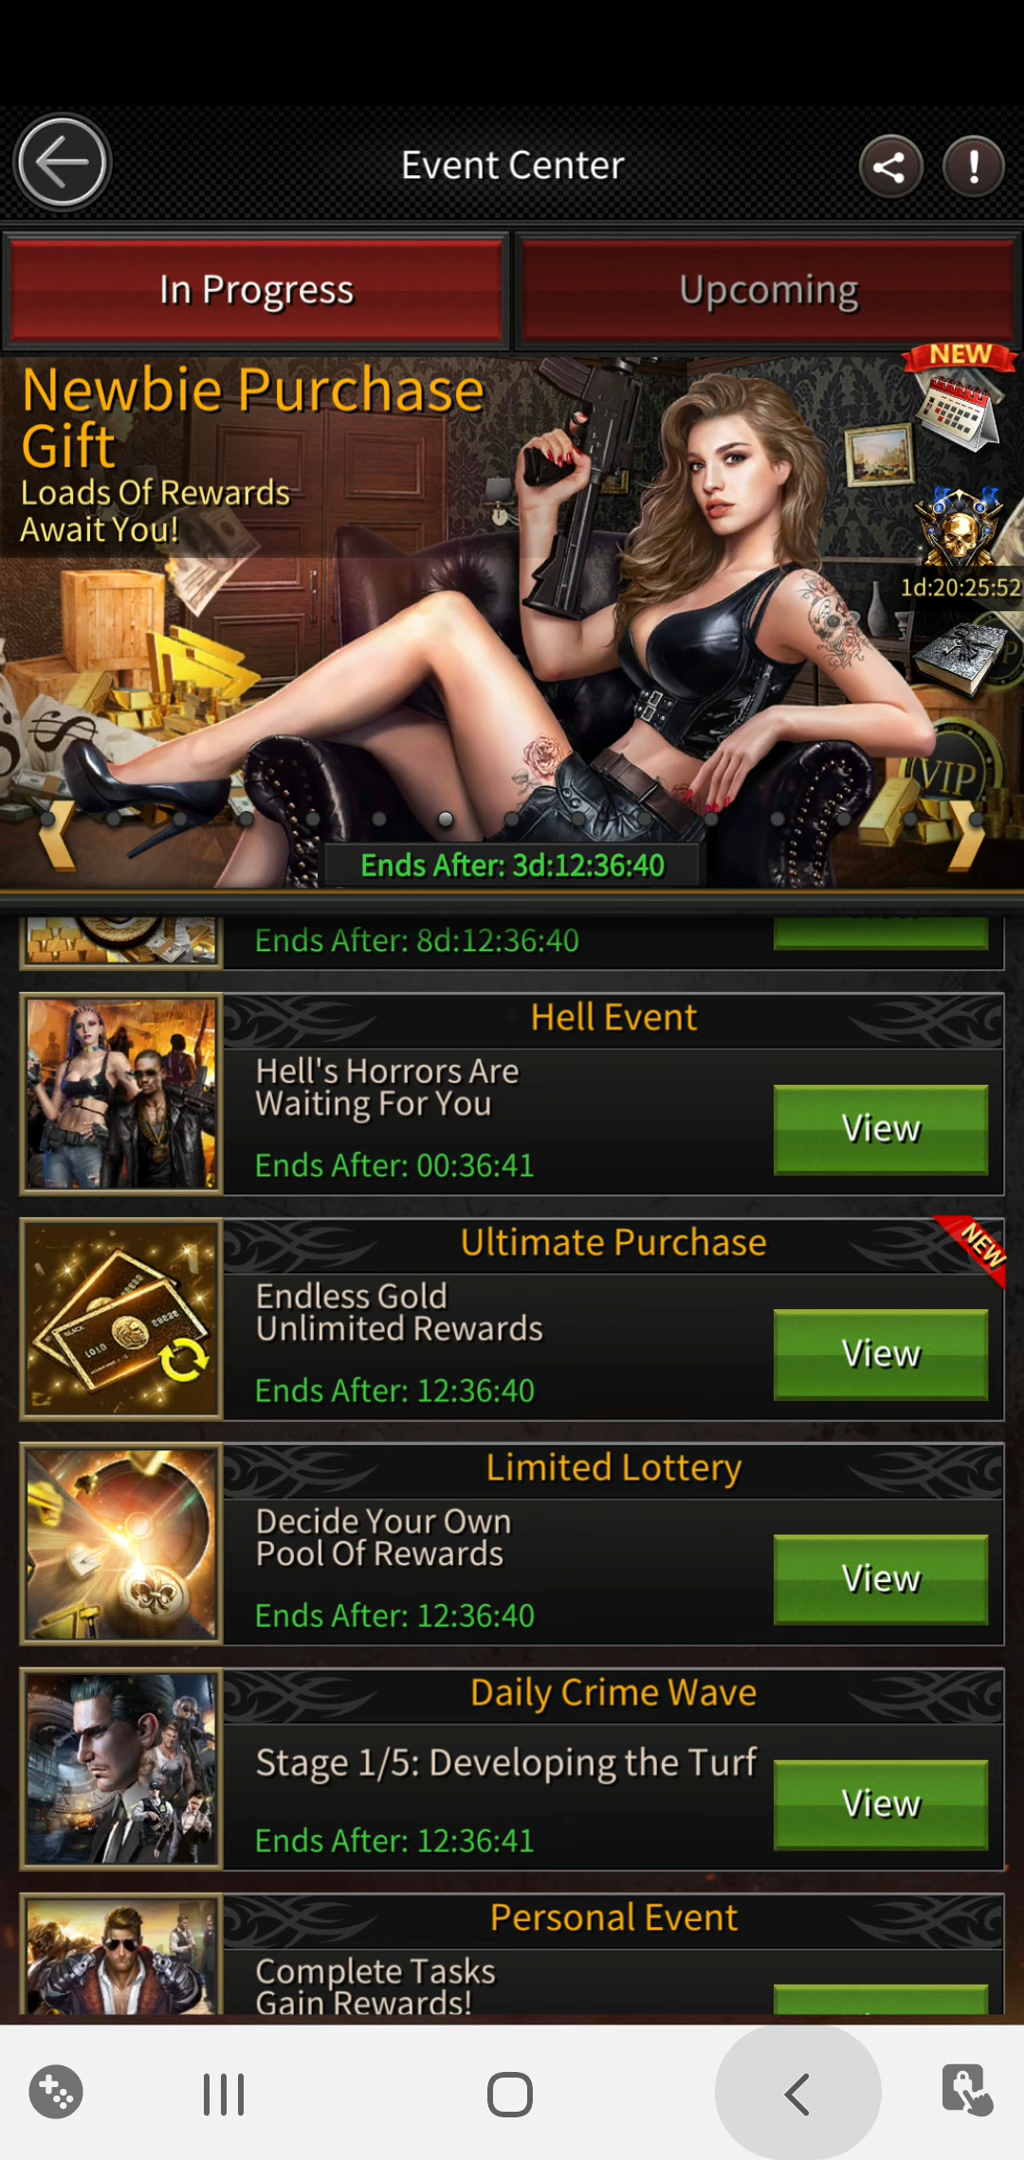 Event Center
In Progress
Upcoming
NEW
Newbie Purchase
Gift
Loads Of Rewards
Await You!
1d:20:25:52
VIP
Ends After: 3d:12:36:40
Ends After: 8d:12:36:40
Hell Event
Hell's Horrors Are
Waiting For You
View
Ends After: 00:36:41
Ultimate Purchase
NEW
Endless Gold
Unlimited Rewards
View
Ends After: 12:36:40
Limited Lottery
Decide Your Own
Pool Of Rewards
View
Ends After: 12:36:40
Daily Crime Wave
Stage 1/5: Developing the Turf
View
Ends After: 12:36:41
Personal Event
Complete Tasks
Gain Rewards!